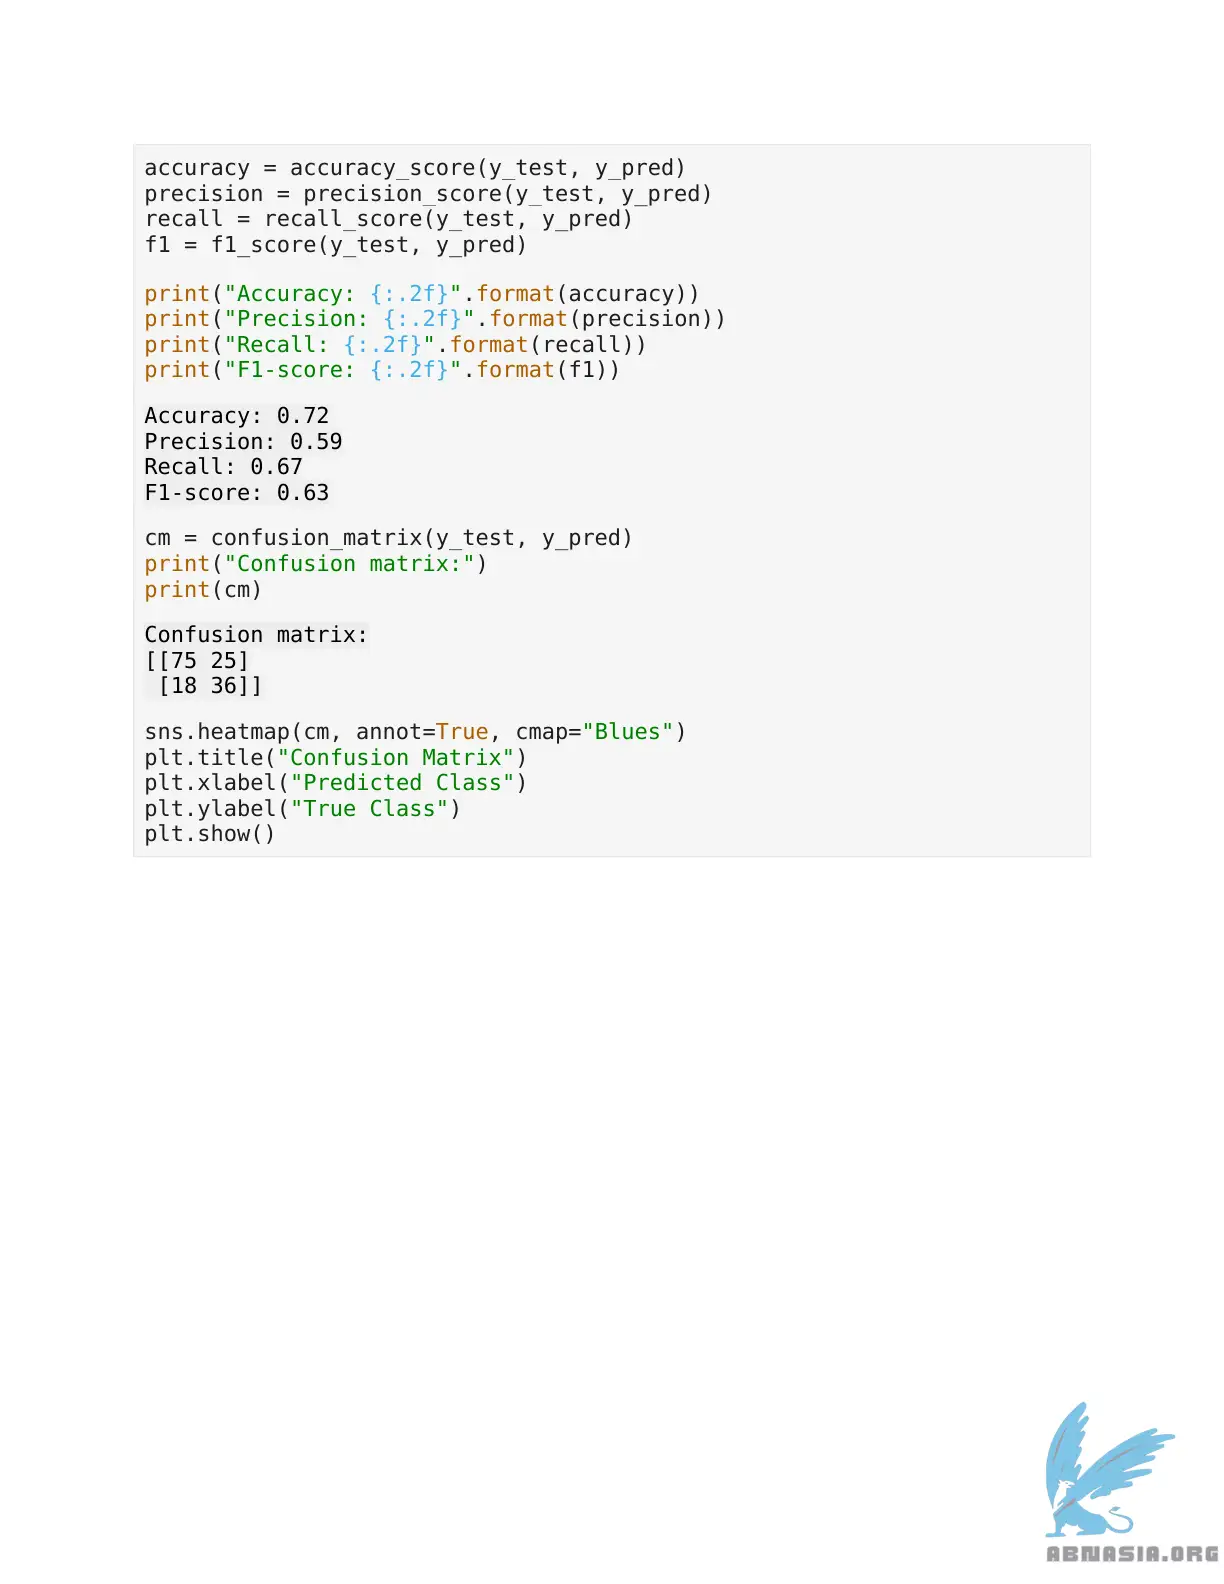 accuracy = accuracy_score(y_test, y_pred)
precision = precision_score(y_test, y_pred)
recall = recall_score(y_test, y_pred)
f1 = f1_score(y_test, y_pred)
print("Accuracy: {:.2f}".format(accuracy))
print("Precision: {:.2f}".format(precision))
print("Recall: {:.2f}".format(recall))
print("F1-score: {:.2f}".format(f1))
Accuracy: 0.72
Precision: 0.59
Recall: 0.67
F1-score: 0.63
cm = confusion_matrix(y_test, y_pred)
print("Confusion matrix:")
print(cm)
Confusion matrix:
[[75 25]
 [18 36]]
sns.heatmap(cm, annot=True, cmap="Blues")
plt.title("Confusion Matrix")
plt.xlabel("Predicted Class")
plt.ylabel("True Class")
plt.show()
ABNASIA.ORG